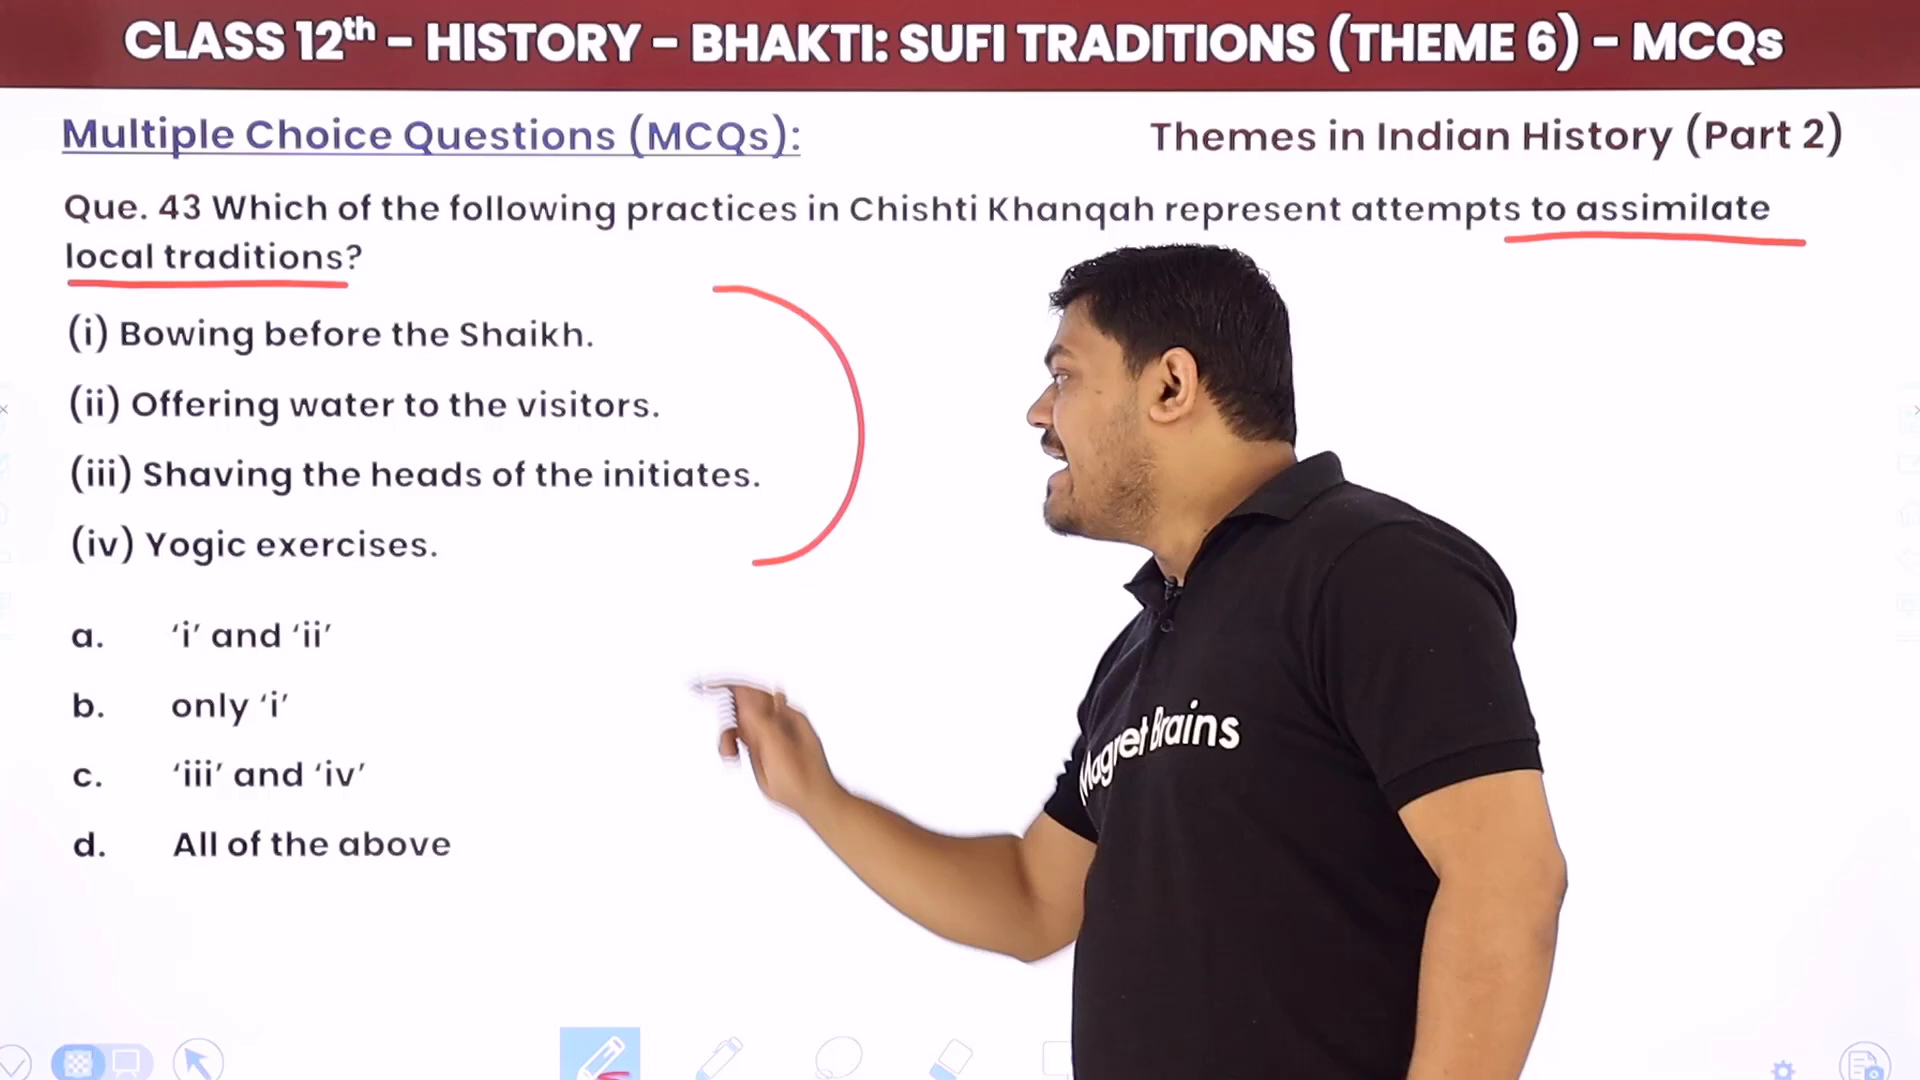 CLASS 12th - HISTORY - BHAKTI: SUFI TRADITIONS (THEME 6) - MCQs
Multiple Choice Questions (MCQs):
Themes in Indian History (Part 2)
Que. 43 Which of the following practices in Chishti Khanqah represent attempts to assimilate
local traditions?
(i) Bowing before the Shaikh.
(ii) Offering water to the visitors.
(iii) Shaving the heads of the initiates.
(iv) Yogic exercises.
a. ‘i’ and ‘ii’
b. only ‘i’
c. ‘iii’ and ‘iv’
d. All of the above
Magnet Brains